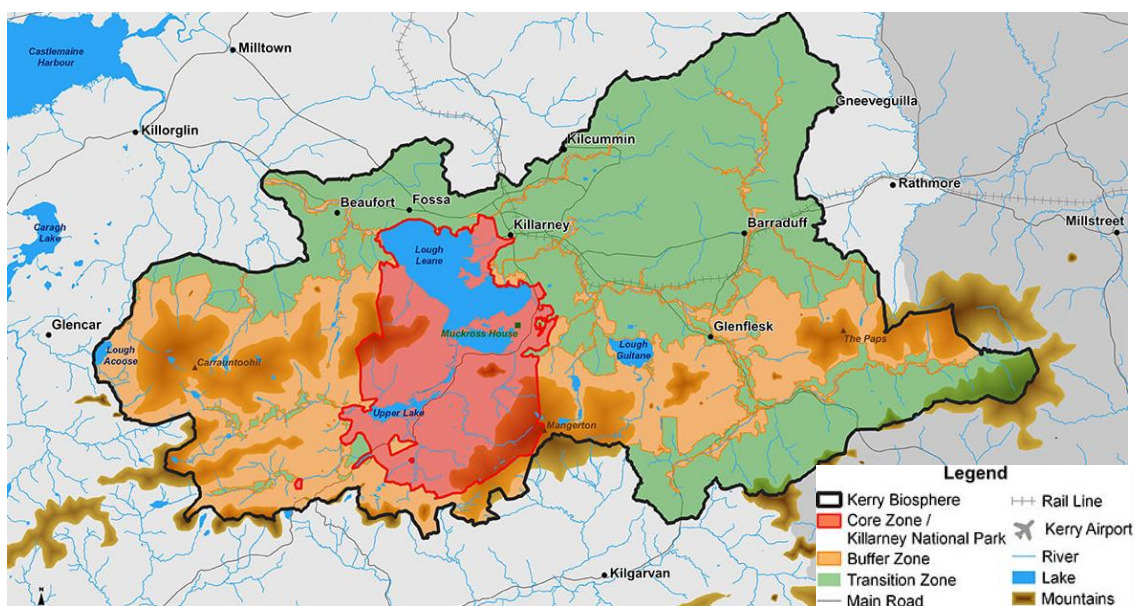 Castlemaine
Harbour
Milltown
Killorglin
Gneeveguilla
Kilcummin
Rathmore
Beaufort
Fossa
Millstreet
Caragh
Lake
Killarney
Barraduff
Lough
Leane
Glencar
Muckross House
Glenflesk
The Paps
Lough
Guitane
Lough
Acoose
Carrauntoohil
Upper Lake
Mangerton
Kilgarvan
N
Legend
Kerry Biosphere
Core Zone /
Killarney National Park
Buffer Zone
Transition Zone
Main Road
Rail Line
Kerry Airport
River
Lake
Mountains